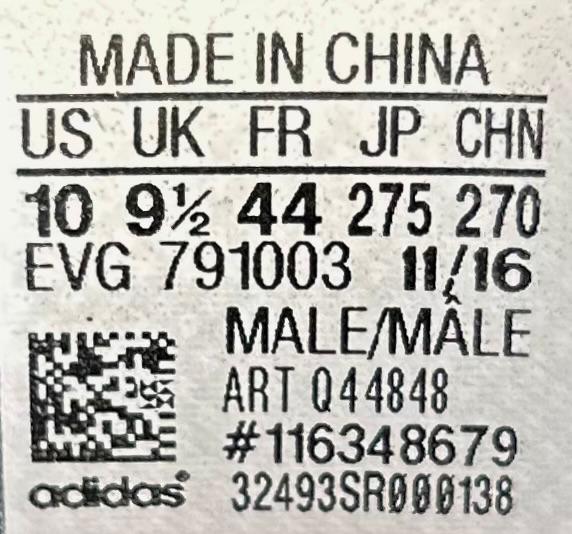 MADE IN CHINA
US UK FR JP CHN
10 9½ 44 275 270
EVG 791003 11/16
MALE/MÂLE
ART Q44848
#116348679
adidas® 32493SR000138